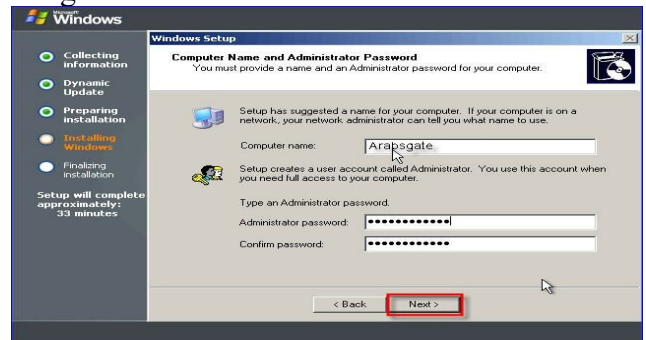 Microsoft
Windows
Collecting
information
Dynamic
Update
Preparing
installation
Installing
Windows
Finalizing
installation
Setup will complete
approximately:
33 minutes
Windows Setup
Computer Name and Administrator Password
You must provide a name and an Administrator password for your computer.
Setup has suggested a name for your computer. If your computer is on a
network, your network administrator can tell you what name to use.
Computer name: Arabsgate
Setup creates a user account called Administrator. You use this account when
you need full access to your computer.
Type an Administrator password.
Administrator password: ••••••••••••
Confirm password: ••••••••••••
< Back
Next >